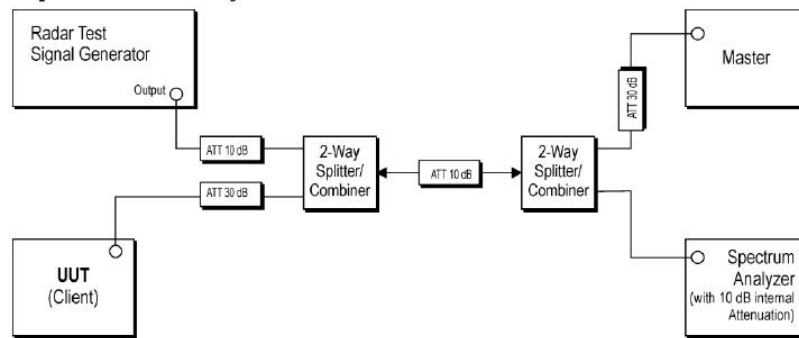 Radar Test
Signal Generator
Output
ATT 10 dB
ATT 30 dB
2-Way
Splitter/
Combiner
ATT 10 dB
2-Way
Splitter/
Combiner
ATT 30 dB
Master
UUT
(Client)
Spectrum
Analyzer
(with 10 dB internal
Attenuation)